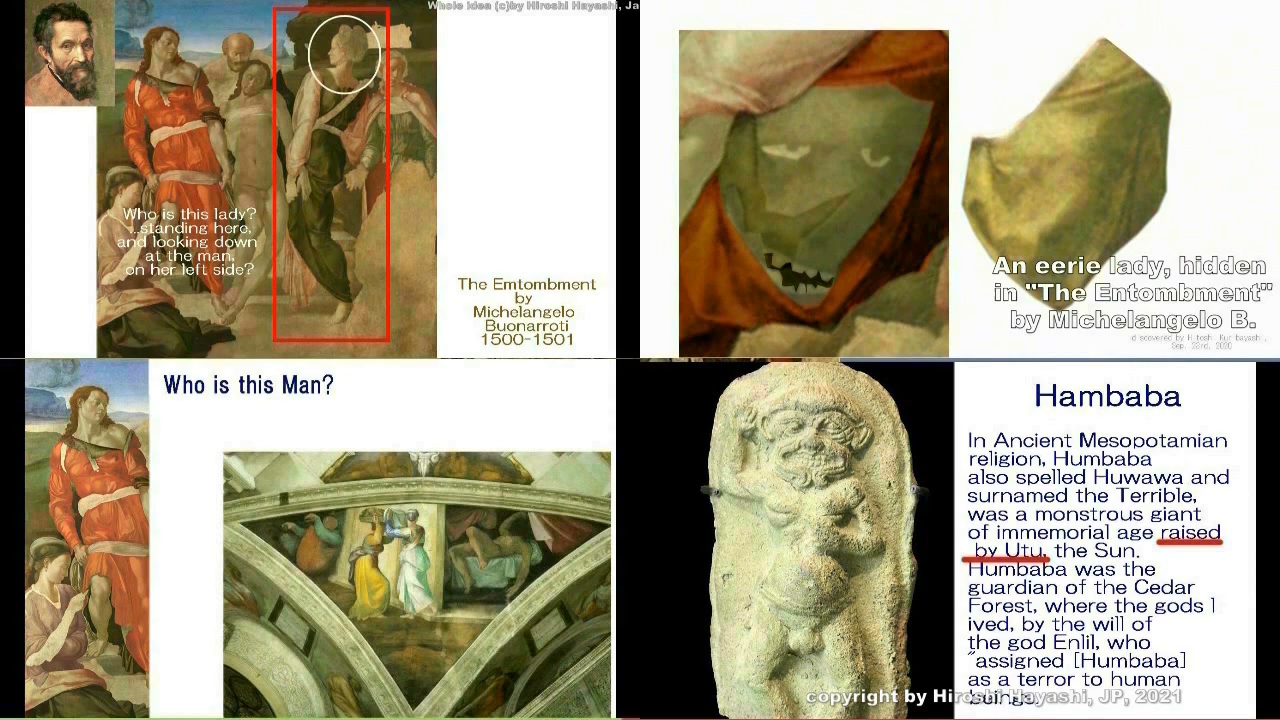 Whole idea (c)by Hiroshi Hayashi, Ja
Who is this lady?
...standing here,
and looking down
at the man,
on her left side?
The Emtombment
by
Michelangelo
Buonarroti
1500-1501
An eerie lady, hidden
in "The Entombment"
by Michelangelo B.
Sep. 23rd, 2020
Who is this Man?
Hambaba
In Ancient Mesopotamian
religion, Humbaba
also spelled Huwawa and
surnamed the Terrible,
was a monstrous giant
of immemorial age raised
by Utu, the Sun.
Humbaba was the
guardian of the Cedar
Forest, where the gods l
ived, by the will of
the god Enlil, who
"assigned [Humbaba]
as a terror to human
copyright by Hiroshi Hayashi, JP, 2021